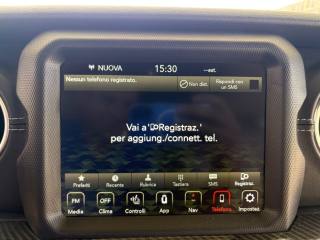 NUOVA 15:30 --est.
Nessun telefono registrato. Non dist. Rispondi con un SMS
Vai a 'Registraz.'
per aggiung./connett. tel.
Preferiti Recente Rubrica Tastiera SMS Registraz.
FM OFF
Media Clima Controlli App Nav Telefono Impostaz.